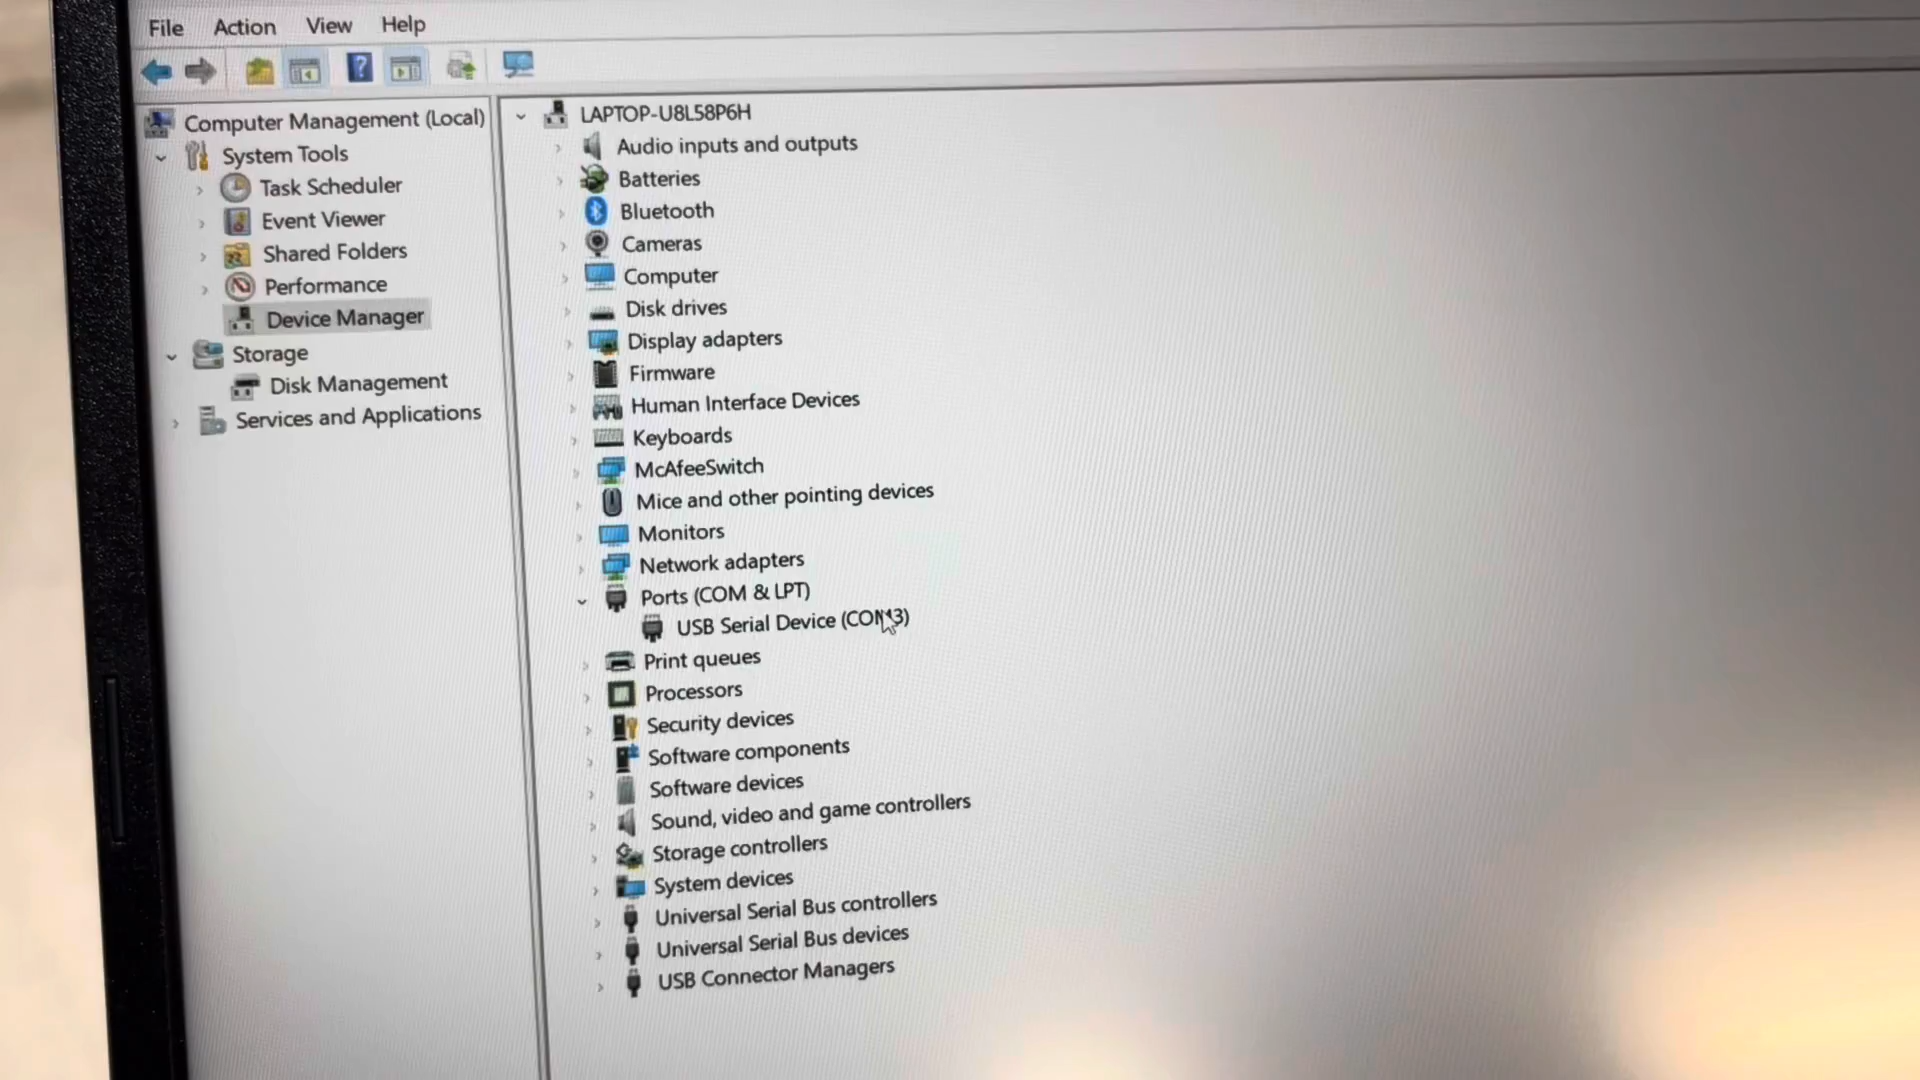 File Action View Help
Computer Management (Local)
System Tools
Task Scheduler
Event Viewer
Shared Folders
Performance
Device Manager
Storage
Disk Management
Services and Applications
LAPTOP-U8L58P6H
Audio inputs and outputs
Batteries
Bluetooth
Cameras
Computer
Disk drives
Display adapters
Firmware
Human Interface Devices
Keyboards
McAfeeSwitch
Mice and other pointing devices
Monitors
Network adapters
Ports (COM & LPT)
USB Serial Device (COM3)
Print queues
Processors
Security devices
Software components
Software devices
Sound, video and game controllers
Storage controllers
System devices
Universal Serial Bus controllers
Universal Serial Bus devices
USB Connector Managers